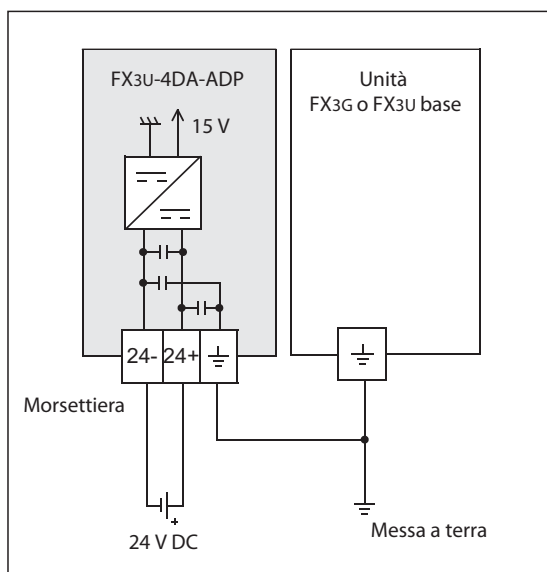 FX3U-4DA-ADP
Unità
FX3G o FX3U base
15 V
24-
24+
Morsettiera
24 V DC
+
Messa a terra